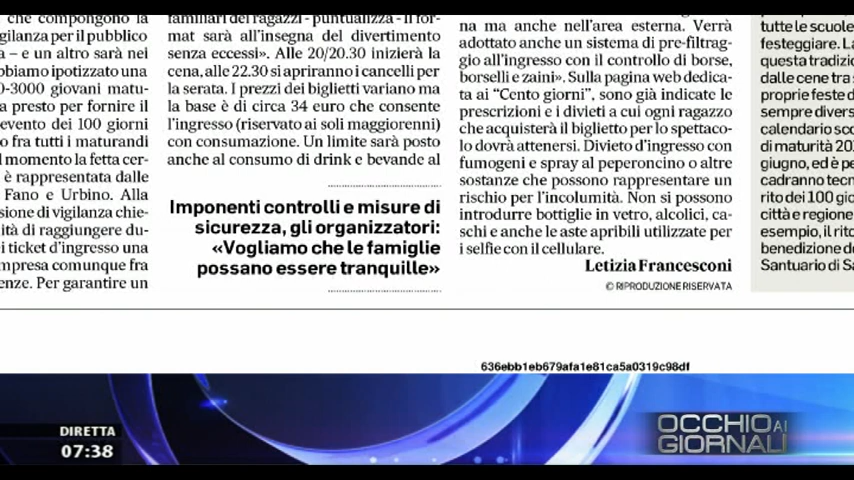 che compongono la
gilanza per il pubblico
– e un altro sarà nei
bbiamo ipotizzato una
0-3000 giovani matu-
a presto per fornire il
evento dei 100 giorni
o fra tutti i maturandi
l momento la fetta cer-
è rappresentata dalle
Fano e Urbino. Alla
sione di vigilanza chie-
ità di raggiungere du-
i ticket d'ingresso una
mpresa comunque fra
enze. Per garantire un
familiari dei ragazzi - puntualizza - il for-
mat sarà all'insegna del divertimento
senza eccessi». Alle 20/20.30 inizierà la
cena, alle 22.30 si apriranno i cancelli per
la serata. I prezzi dei biglietti variano ma
la base è di circa 34 euro che consente
l'ingresso (riservato ai soli maggiorenni)
con consumazione. Un limite sarà posto
anche al consumo di drink e bevande al
Imponenti controlli e misure di
sicurezza, gli organizzatori:
«Vogliamo che le famiglie
possano essere tranquille»
na ma anche nell'area esterna. Verrà
adottato anche un sistema di pre-filtrag-
gio all'ingresso con il controllo di borse,
borselli e zaini». Sulla pagina web dedica-
ta ai “Cento giorni”, sono già indicate le
prescrizioni e i divieti a cui ogni ragazzo
che acquisterà il biglietto per lo spettaco-
lo dovrà attenersi. Divieto d'ingresso con
fumogeni e spray al peperoncino o altre
sostanze che possono rappresentare un
rischio per l'incolumità. Non si possono
introdurre bottiglie in vetro, alcolici, ca-
schi e anche le aste apribili utilizzate per
i selfie con il cellulare.
Letizia Francesconi
© RIPRODUZIONE RISERVATA
tutte le scuole
festeggiare. La
questa tradizio
dalle cene tra s
proprie feste d
sempre divers
calendario sco
di maturità 20
giugno, ed è pe
cadranno tecn
rito dei 100 gio
città e regione
esempio, il rito
benedizione de
Santuario di Sa
636ebb1eb679afa1e81ca5a0319c98df
DIRETTA
07:38
OCCHIO AI
GIORNALI